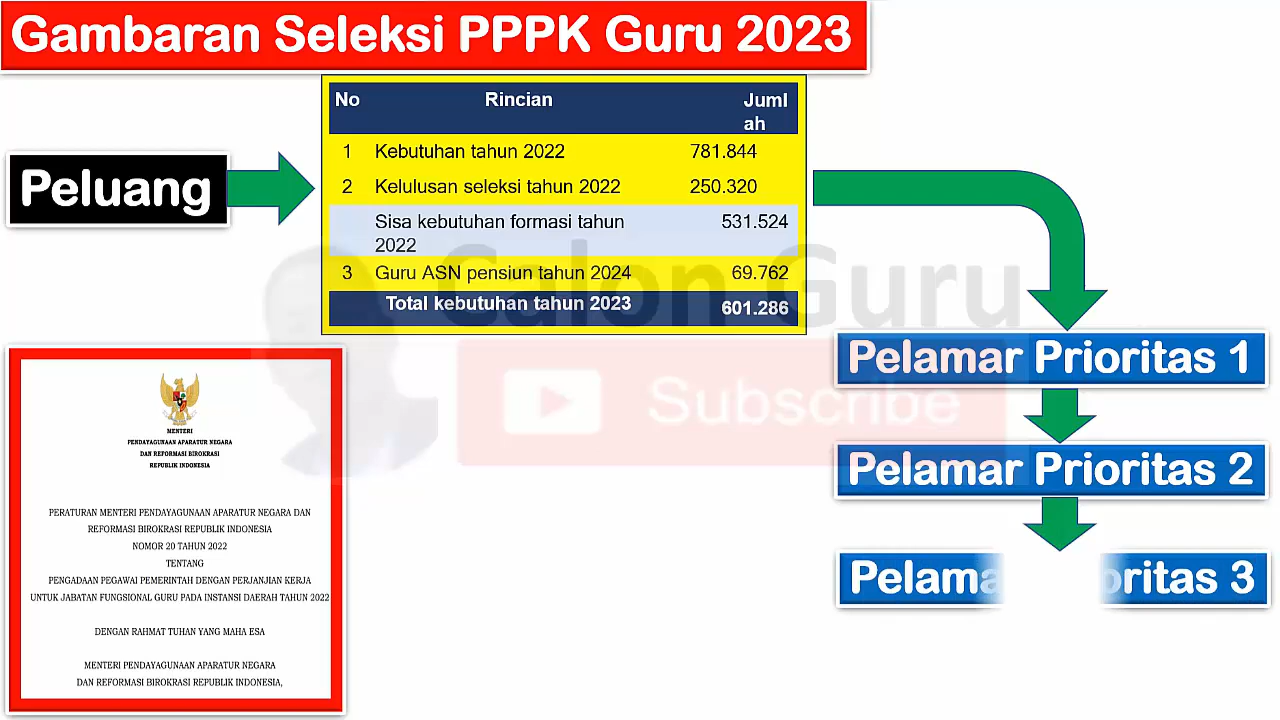 Gambaran Seleksi PPPK Guru 2023
No Rincian Juml
ah
1 Kebutuhan tahun 2022 781.844
2 Kelulusan seleksi tahun 2022 250.320
Sisa kebutuhan formasi tahun 531.524
2022
3 Guru ASN pensiun tahun 2024 69.762
Total kebutuhan tahun 2023 601.286
Peluang
Calon Guru
Subscribe
Pelamar Prioritas 1
Pelamar Prioritas 2
Pelama oritas 3
MENTERI
PENDAYAGUNAAN APARATUR NEGARA
DAN REFORMASI BIROKRASI
REPUBLIK INDONESIA
PERATURAN MENTERI PENDAYAGUNAAN APARATUR NEGARA DAN
REFORMASI BIROKRASI REPUBLIK INDONESIA
NOMOR 20 TAHUN 2022
TENTANG
PENGADAAN PEGAWAI PEMERINTAH DENGAN PERJANJIAN KERJA
UNTUK JABATAN FUNGSIONAL GURU PADA INSTANSI DAERAH TAHUN 2022
DENGAN RAHMAT TUHAN YANG MAHA ESA
MENTERI PENDAYAGUNAAN APARATUR NEGARA
DAN REFORMASI BIROKRASI REPUBLIK INDONESIA,